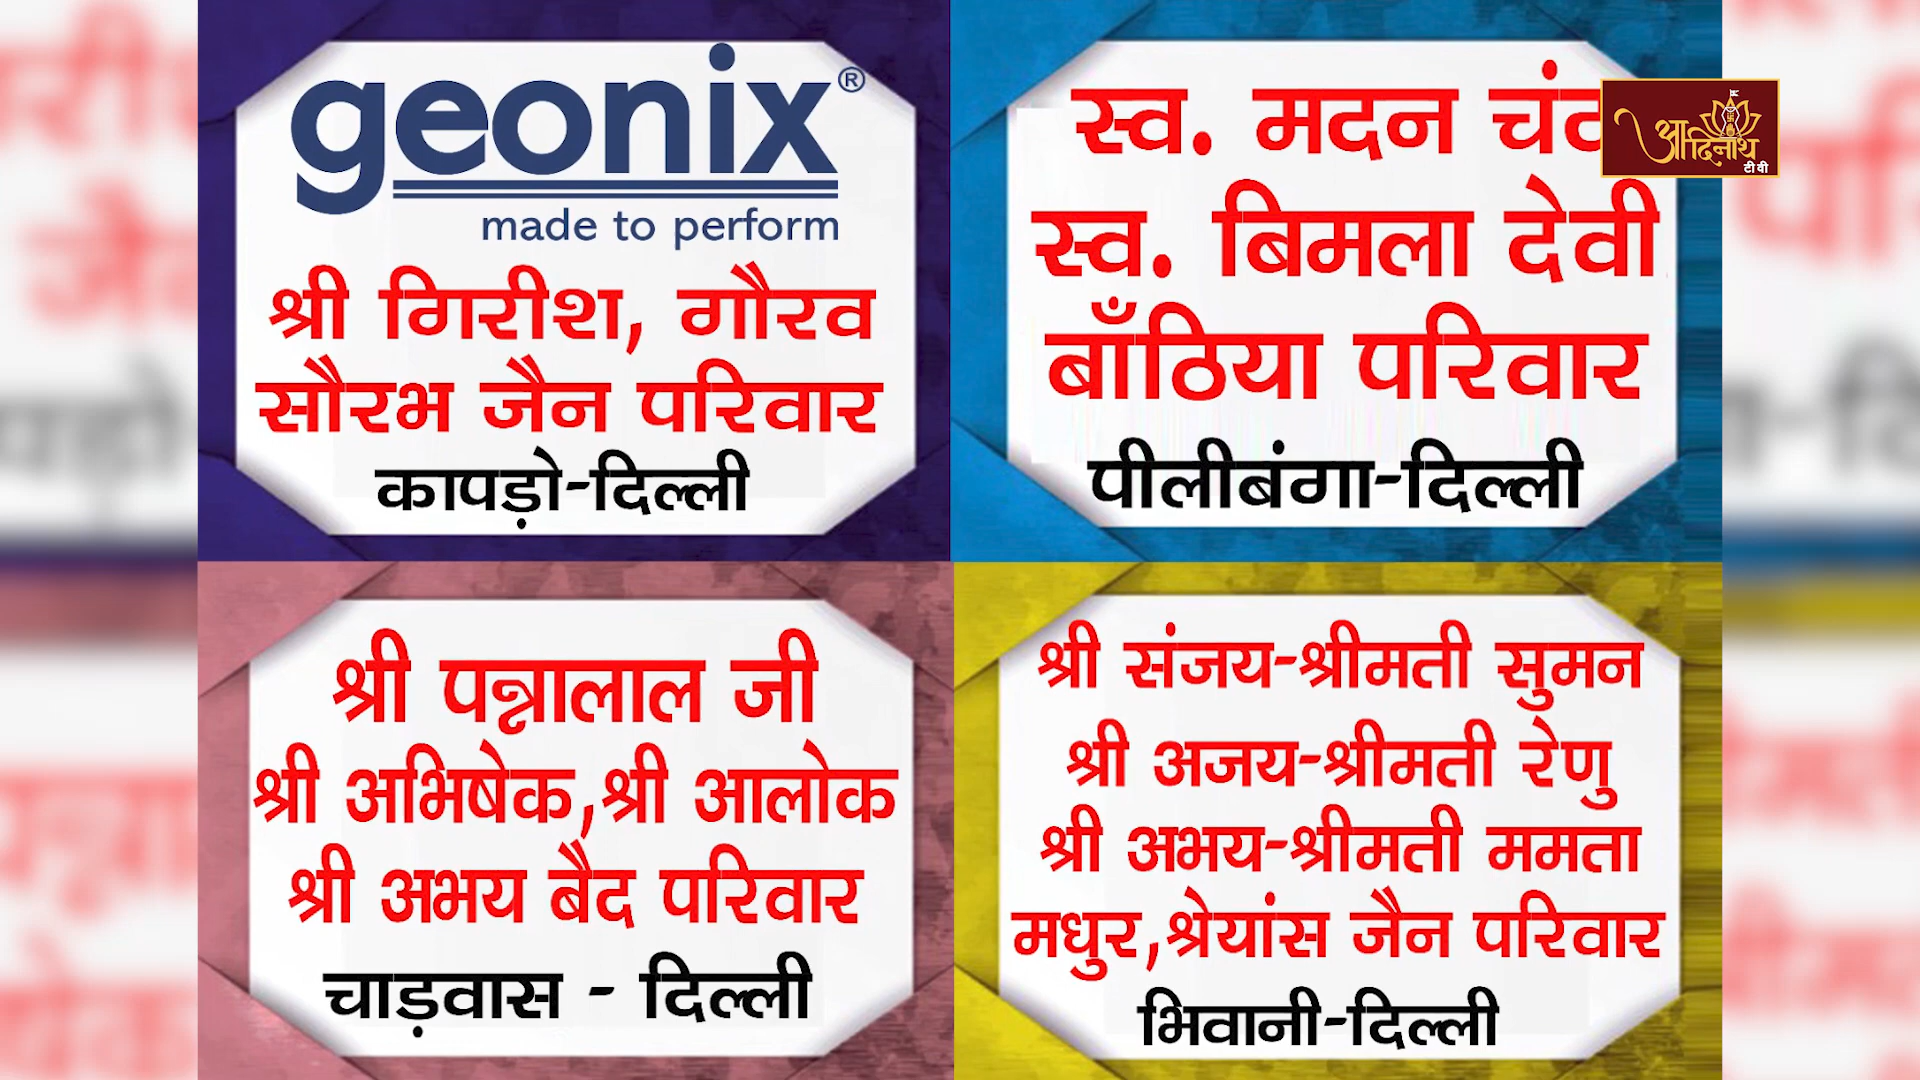 geonix®
made to perform
श्री गिरीश, गौरव
सौरभ जैन परिवार
कापड़ो-दिल्ली
स्व. मदन
स्व. बिमला देवी
बाँठिया परिवार
पीलीबंगा-दिल्ली
आदिनाथ
टीवी
श्री पन्नालाल जी
श्री अभिषेक,श्री आलोक
श्री अभय बैद परिवार
चाड़वास - दिल्ली
श्री संजय-श्रीमती सुमन
श्री अजय-श्रीमती रेणु
श्री अभय-श्रीमती ममता
मधुर,श्रेयांस जैन परिवार
भिवानी-दिल्ली